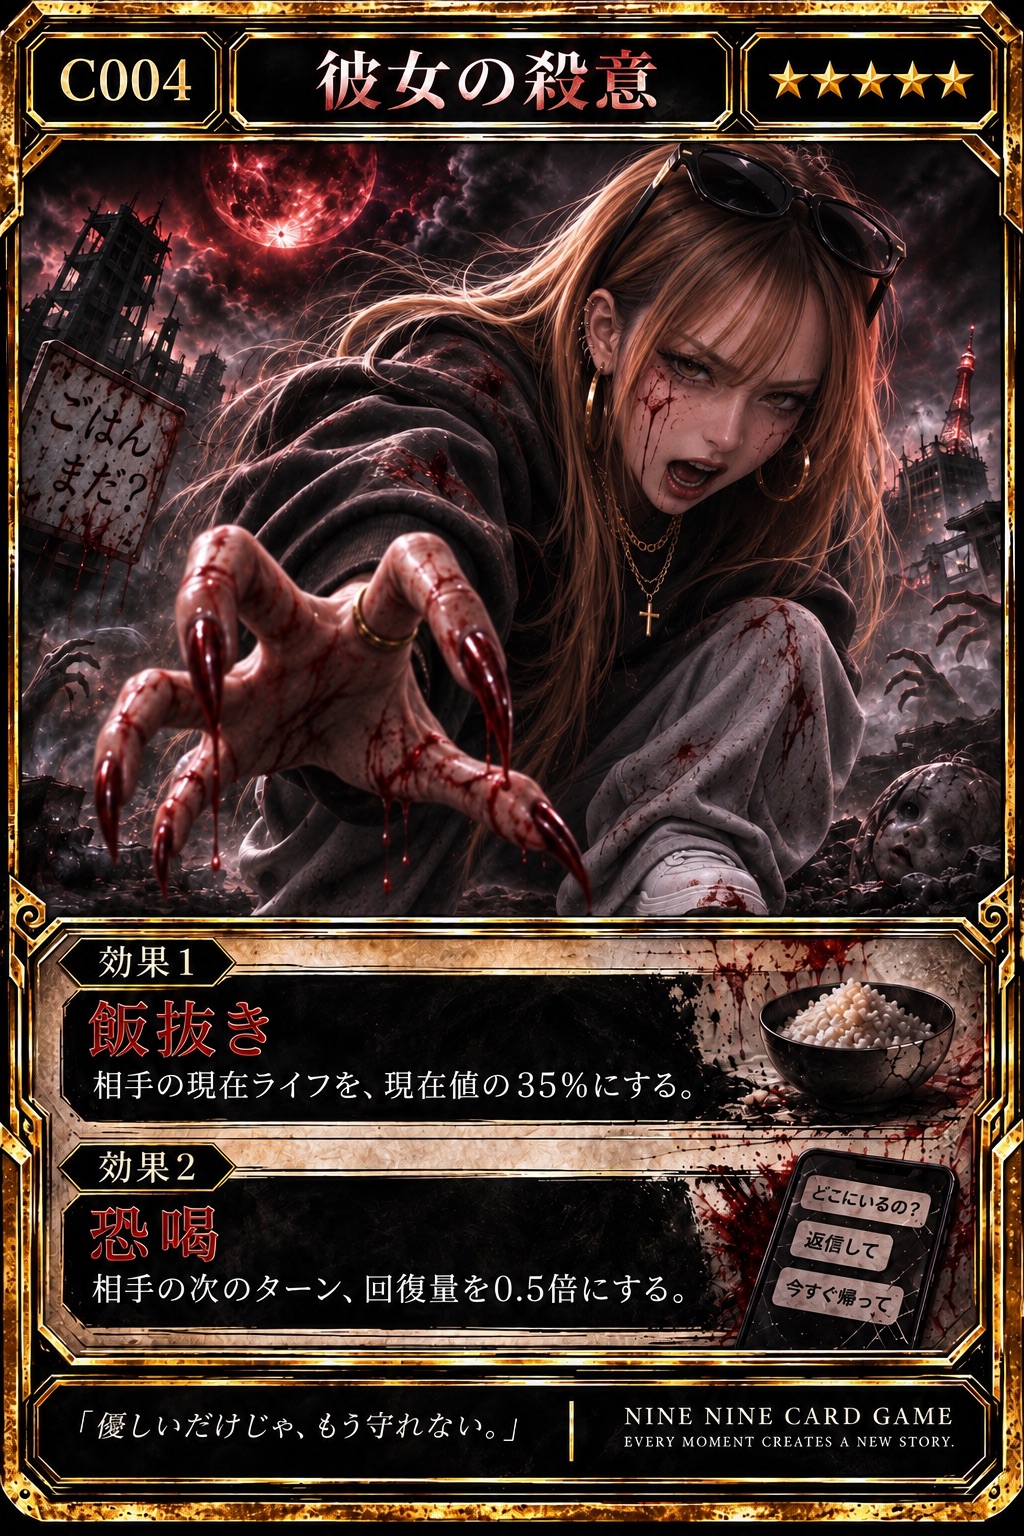 C004
彼女の殺意
★★★★★
ごはん
まだ?
効果1
飯抜き
相手の現在ライフを、現在値の35%にする。
効果2
恐喝
相手の次のターン、回復量を0.5倍にする。
どこにいるの?
返信して
今すぐ帰って
「優しいだけじゃ、もう守れない。」
NINE NINE CARD GAME
EVERY MOMENT CREATES A NEW STORY.